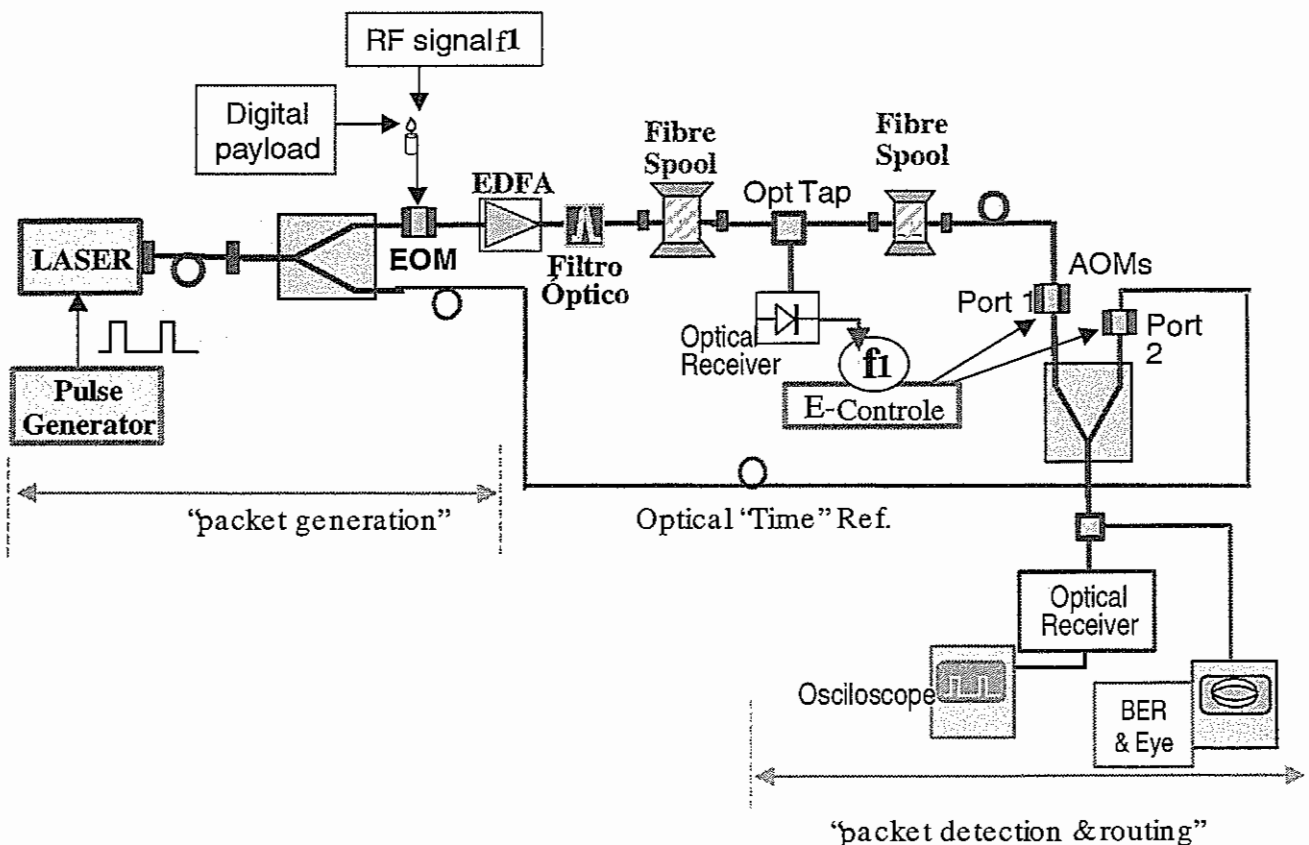 RF signal f1
Digital
payload
Fibre
Spool
Fibre
Spool
EDFA
Opt Tap
LASER
EOM
Filtro
Óptico
AOMs
Port 1
Port
2
Optical
Receiver
f1
E-Controle
Pulse
Generator
“packet generation”
Optical “Time” Ref.
Optical
Receiver
Osciloscope
BER
& Eye
“packet detection & routing”